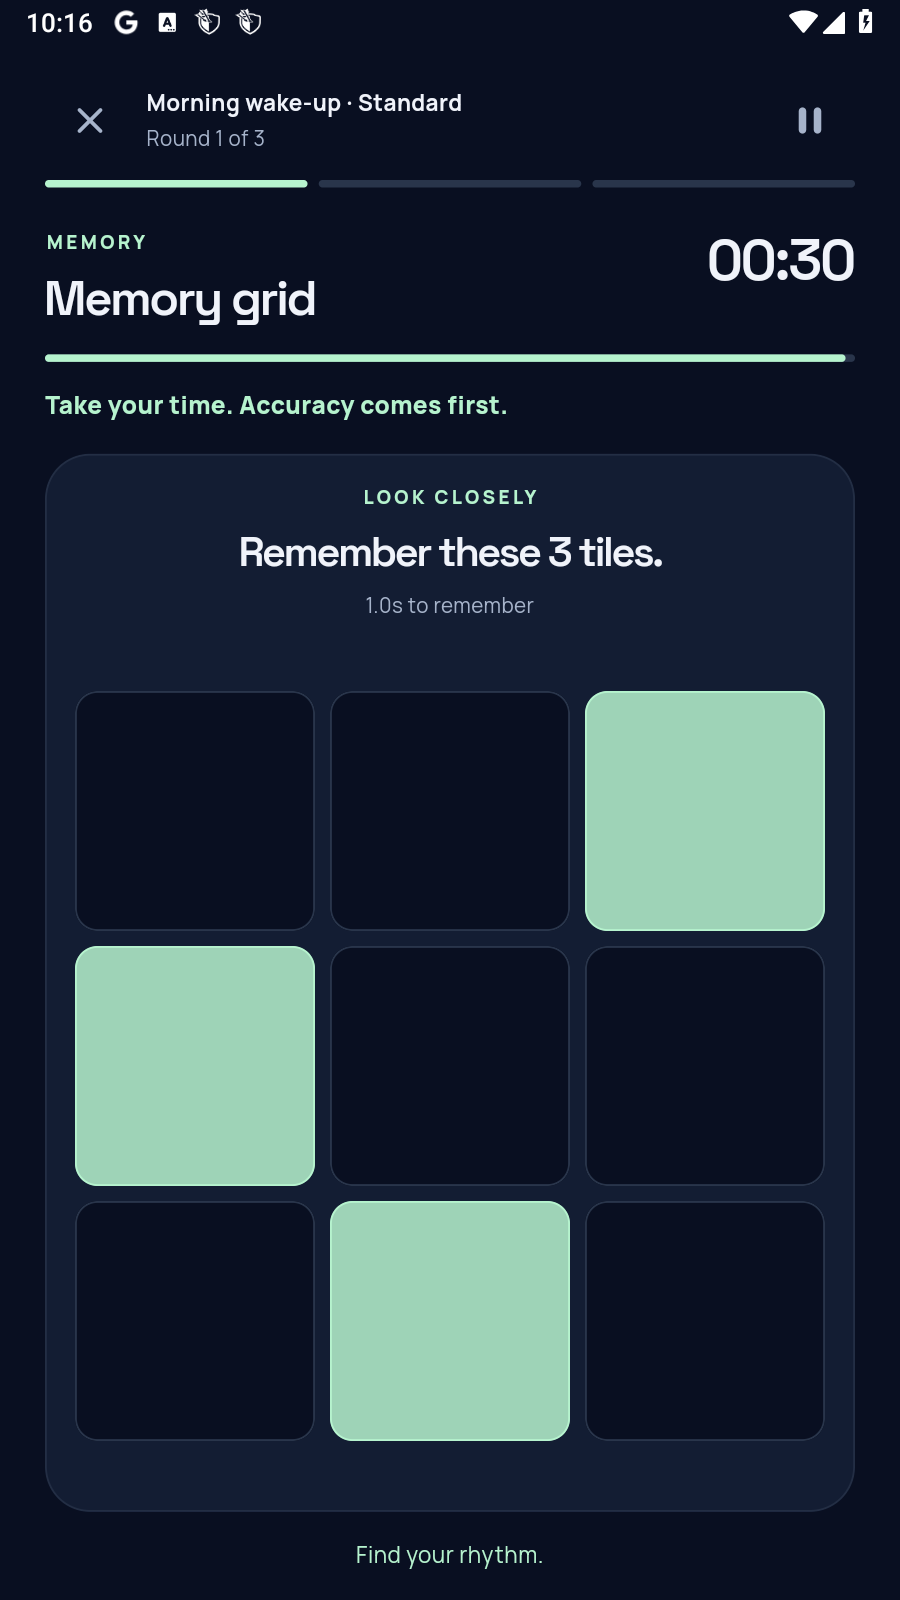 10:16
Morning wake-up · Standard
Round 1 of 3
MEMORY
00:30
Memory grid
Take your time. Accuracy comes first.
LOOK CLOSELY
Remember these 3 tiles.
1.0s to remember
Find your rhythm.